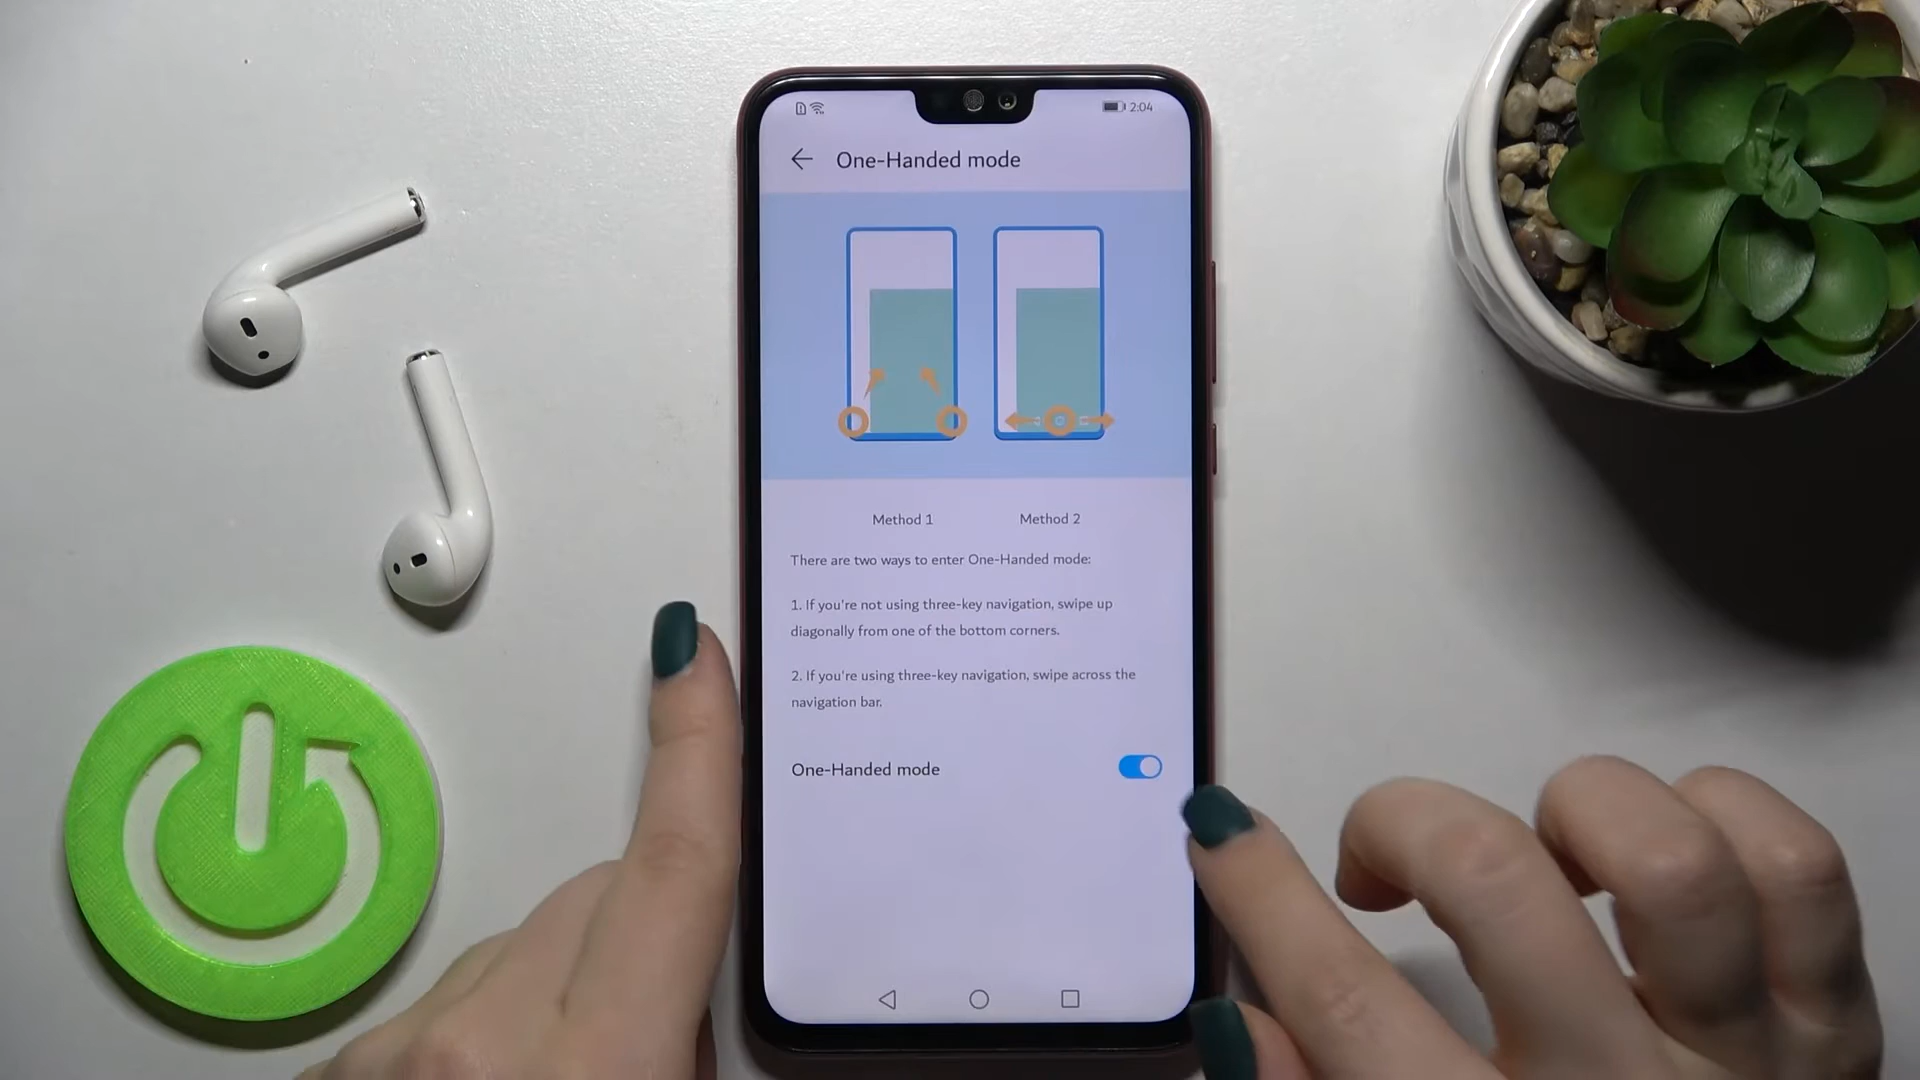 2:04
One-Handed mode
Method 1 Method 2
There are two ways to enter One-Handed mode:
1. If you're not using three-key navigation, swipe up
diagonally from one of the bottom corners.
2. If you're using three-key navigation, swipe across the
navigation bar.
One-Handed mode